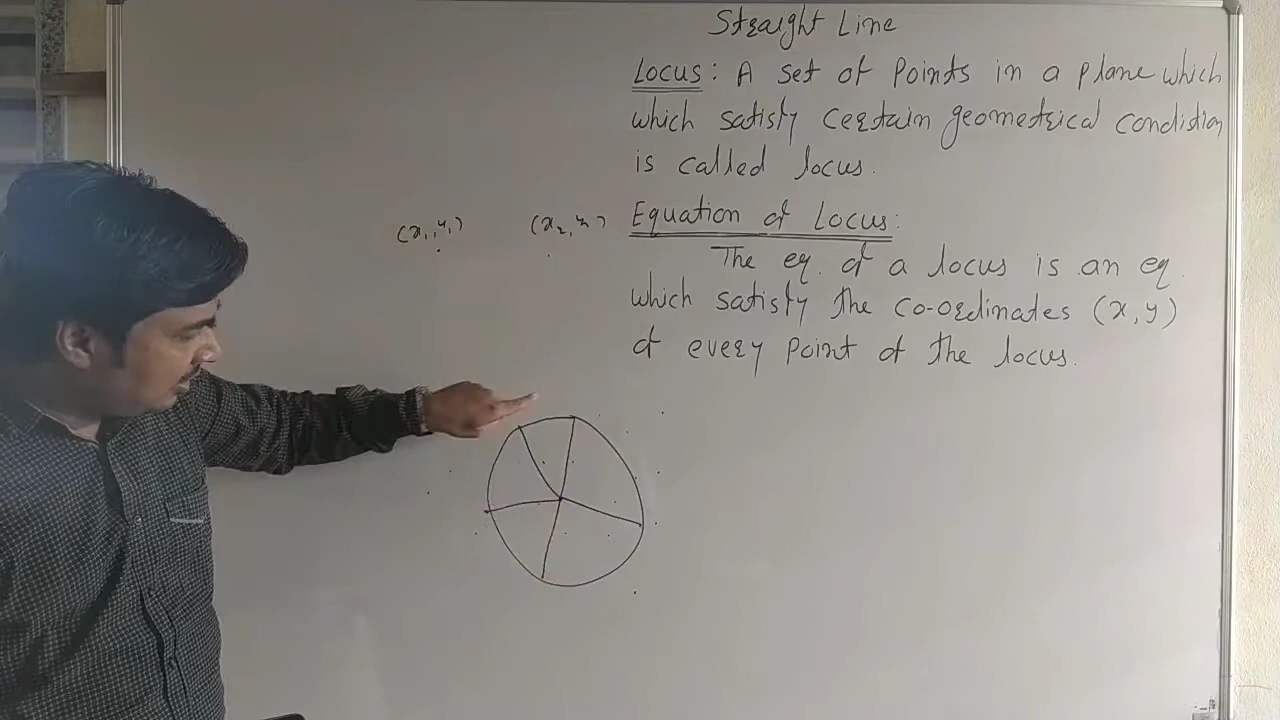 Straight Line
Locus: A set of points in a plane which
which satisfy certain geometrical condistion
is called locus.
(x₁, y₁) (x₂, y₂)
Equation of Locus:
The eq. of a locus is an eq.
which satisfy the co-ordinates (x, y)
of every point of the locus.